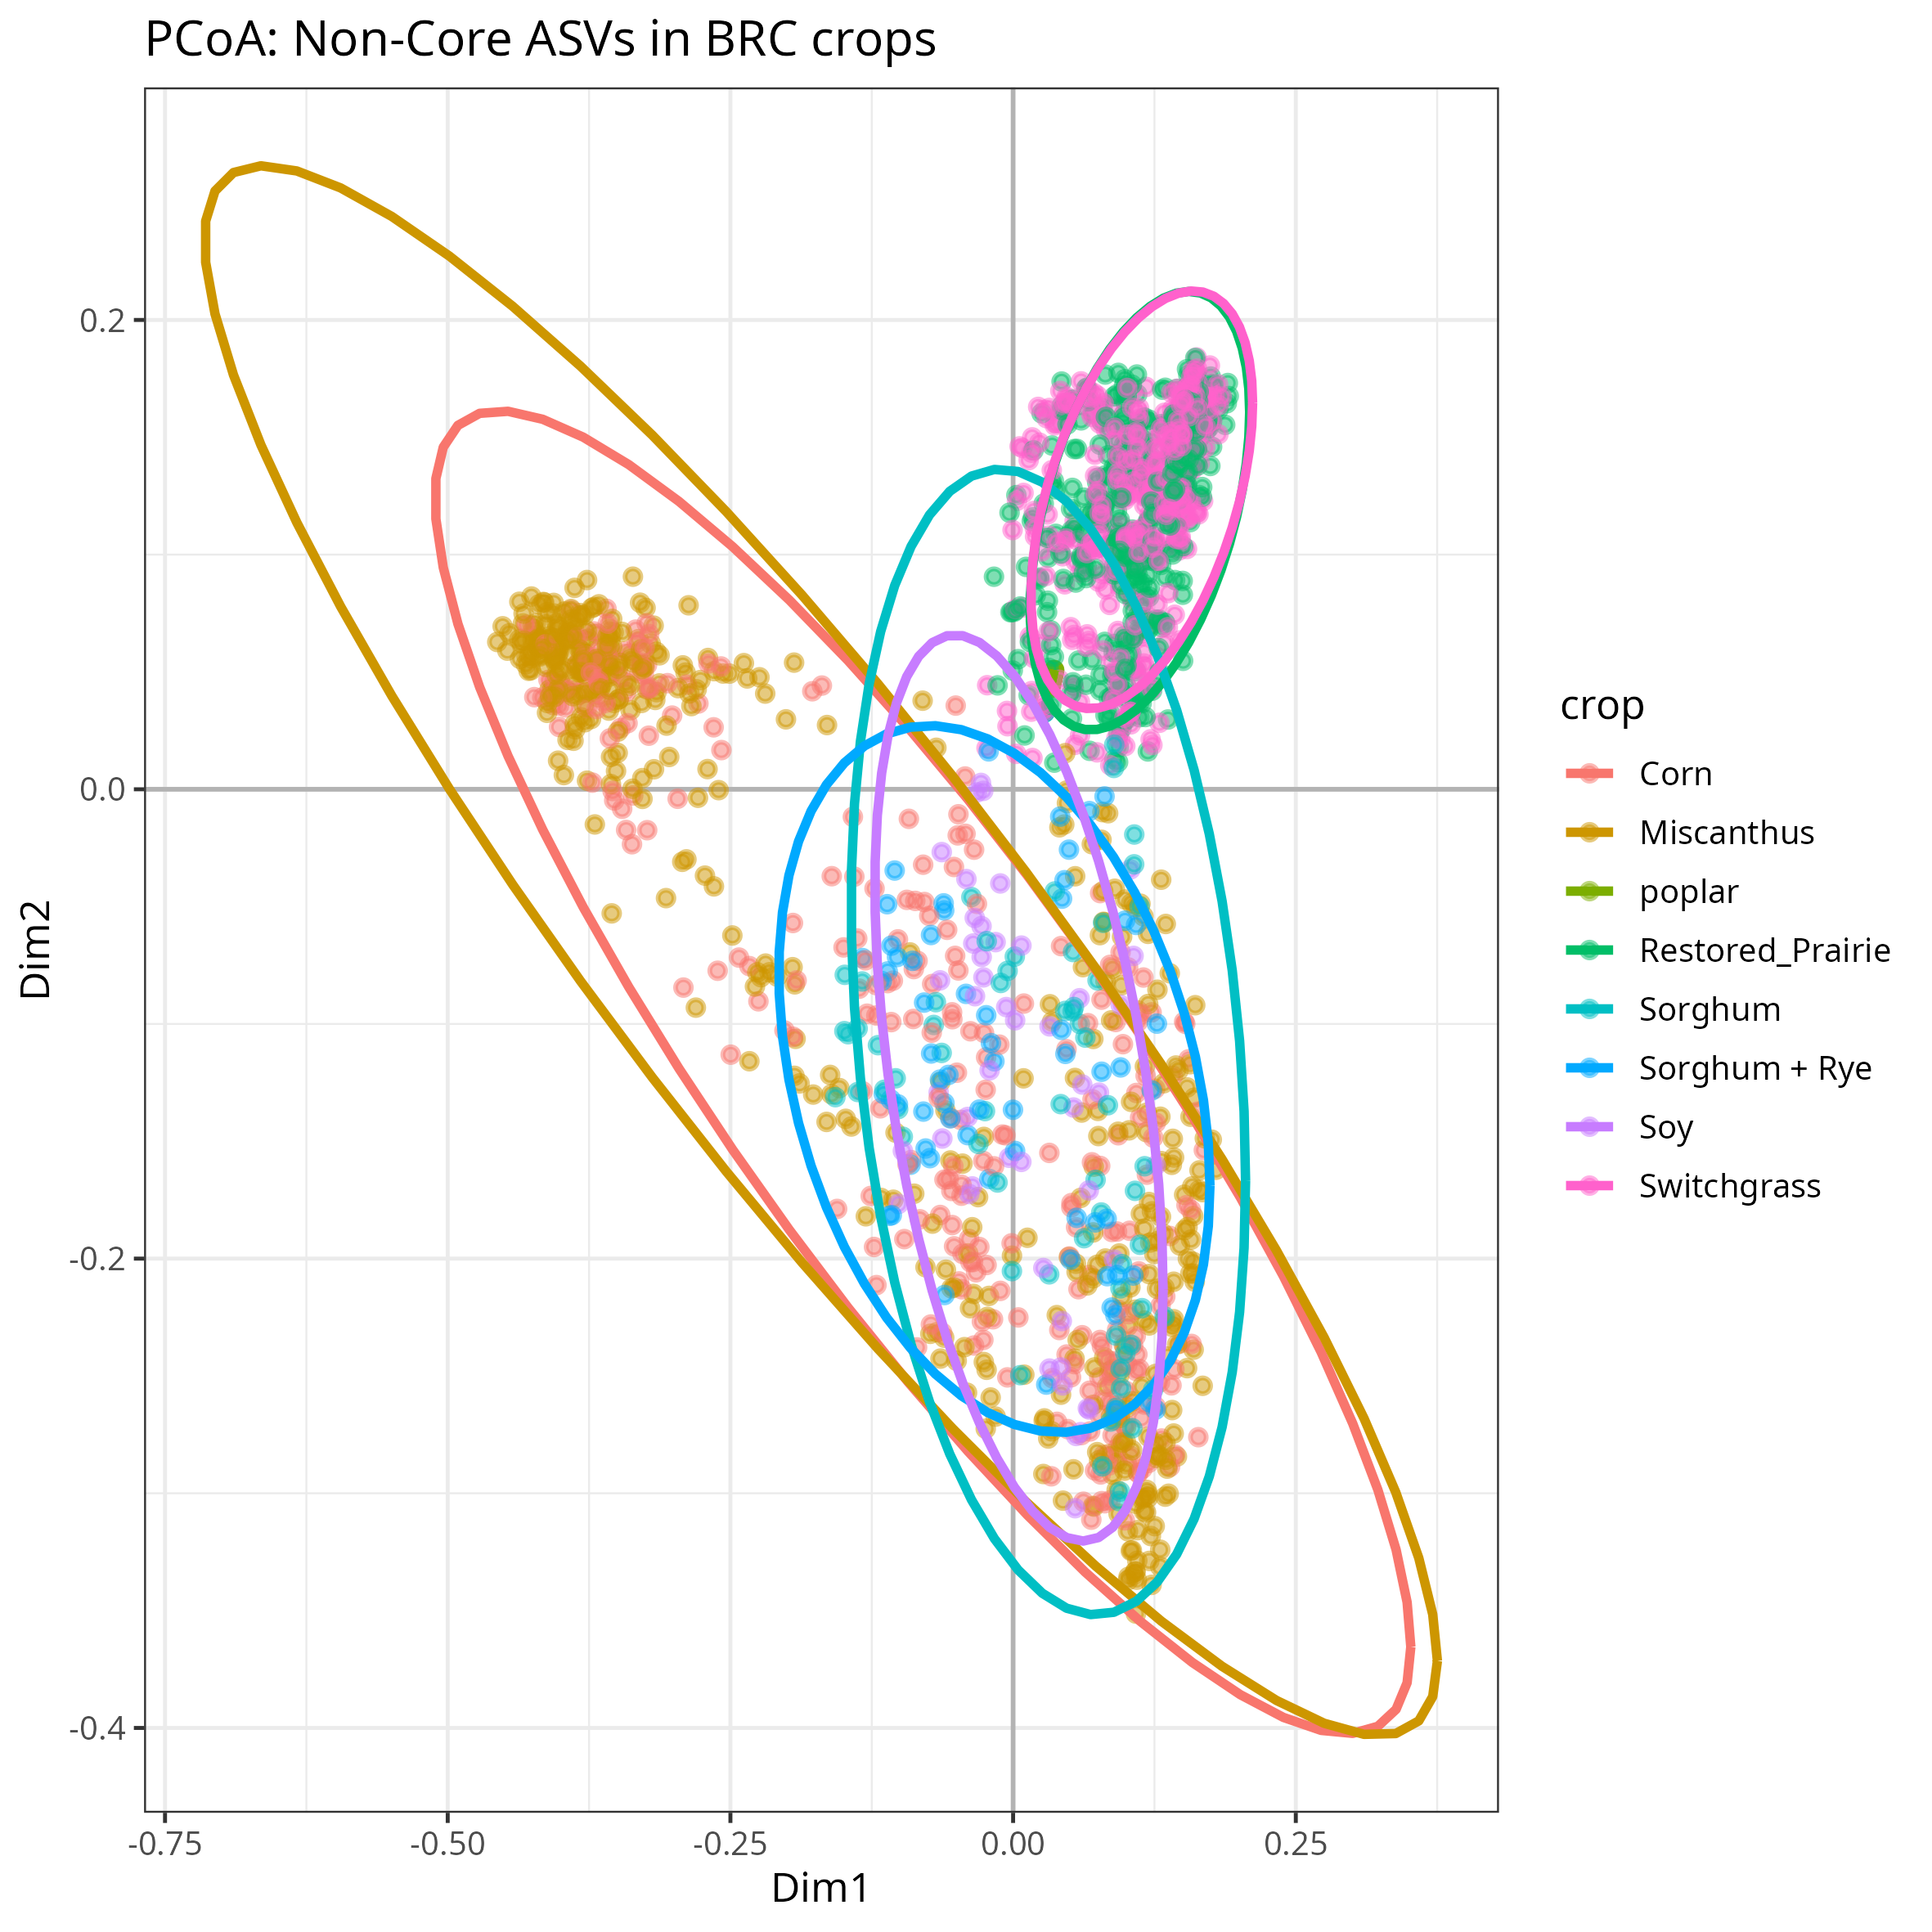 PCoA: Non-Core ASVs in BRC crops
0.2
0.0
-0.2
-0.4
Dim2
-0.75
-0.50
-0.25
0.00
0.25
Dim1
crop
Corn
Miscanthus
poplar
Restored_Prairie
Sorghum
Sorghum + Rye
Soy
Switchgrass